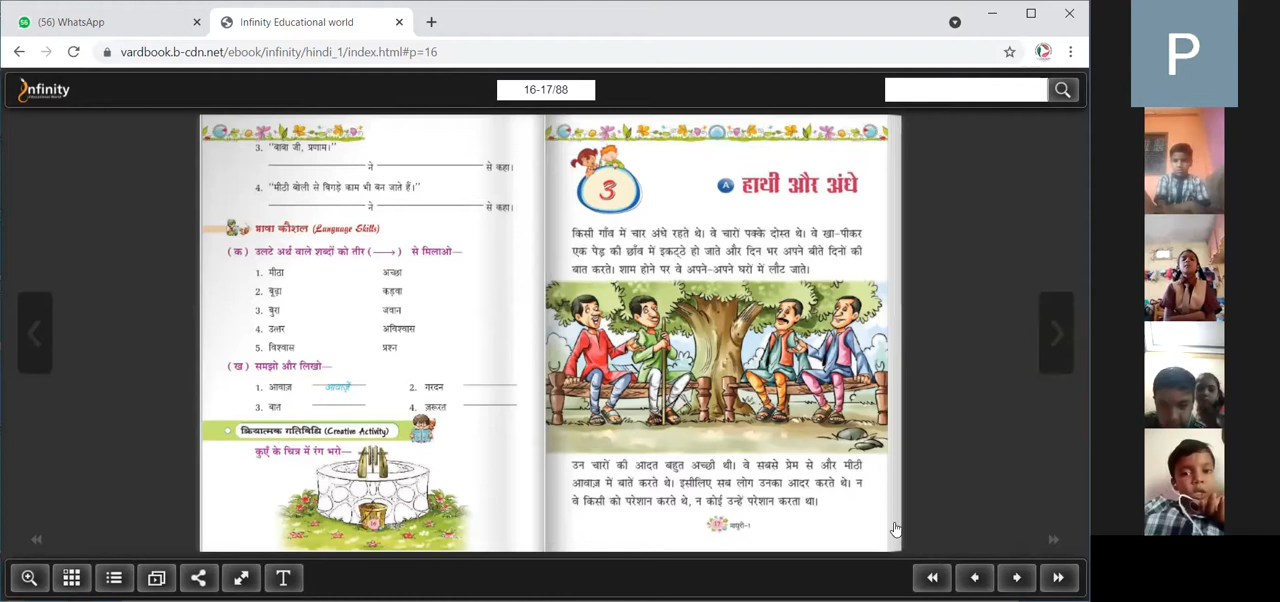 (56) WhatsApp
Infinity Educational world
vardbook.b-cdn.net/ebook/infinity/hindi_1/index.html#p=16
infinity
16-17/88
P
3. "बाबा जी, प्रणाम।"
ने से कहा।
4. "मीठी बोली से बिगड़े काम भी बन जाते हैं।"
ने से कहा।
भाषा कौशल (Language Skills)
(क) उलटे अर्थ वाले शब्दों को तीर (⟶) से मिलाओ—
1. मीठा अच्छा
2. बूढ़ा कड़वा
3. बुरा जवान
4. उत्तर अविश्वास
5. विश्वास प्रश्न
(ख) समझो और लिखो—
1. आवाज़ आवाज़ें 2. गरदन
3. बात 4. ज़रूरत
क्रियात्मक गतिविधि (Creative Activity)
कुएँ के चित्र में रंग भरो—
16
3
A हाथी और अंधे
किसी गाँव में चार अंधे रहते थे। वे चारों पक्के दोस्त थे। वे खा-पीकर
एक पेड़ की छाँव में इकट्ठे हो जाते और दिन भर अपने बीते दिनों की
बात करते। शाम होने पर वे अपने-अपने घरों में लौट जाते।
उन चारों की आदत बहुत अच्छी थी। वे सबसे प्रेम से और मीठी
आवाज़ में बातें करते थे। इसीलिए सब लोग उनका आदर करते थे। न
वे किसी को परेशान करते थे, न कोई उन्हें परेशान करता था।
17
T